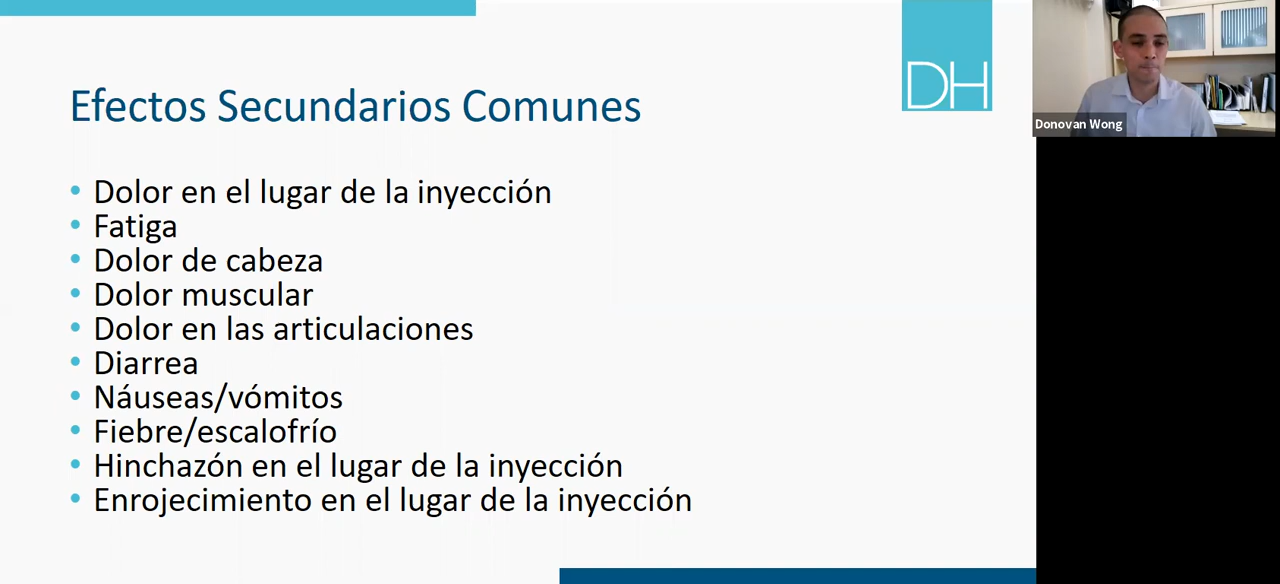 DH
Efectos Secundarios Comunes
Donovan Wong
• Dolor en el lugar de la inyección
• Fatiga
• Dolor de cabeza
• Dolor muscular
• Dolor en las articulaciones
• Diarrea
• Náuseas/vómitos
• Fiebre/escalofrío
• Hinchazón en el lugar de la inyección
• Enrojecimiento en el lugar de la inyección